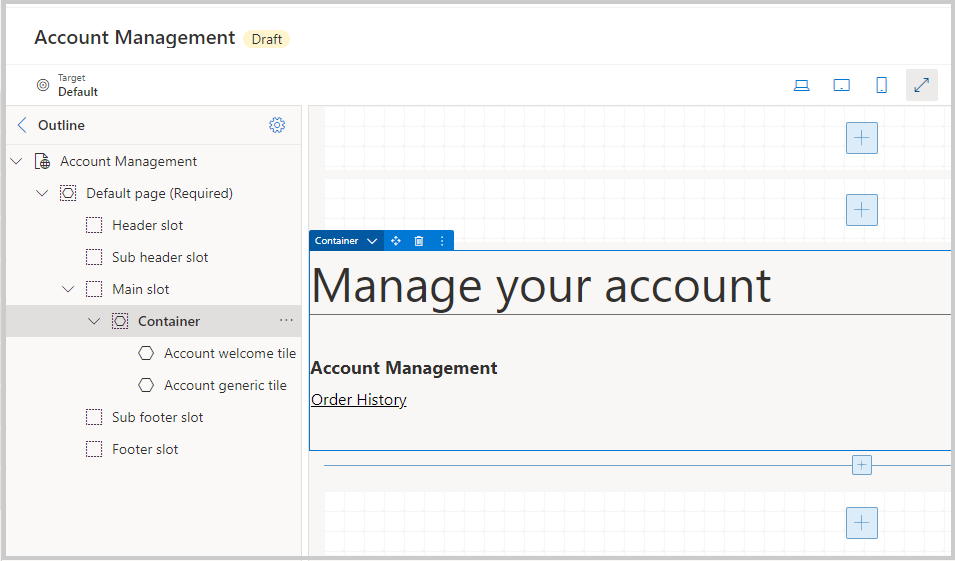 Account Management Draft
Target
Default
Outline
Account Management
Default page (Required)
Header slot
Sub header slot
Main slot
Container
Account welcome tile
Account generic tile
Sub footer slot
Footer slot
Container
Manage your account
Account Management
Order History